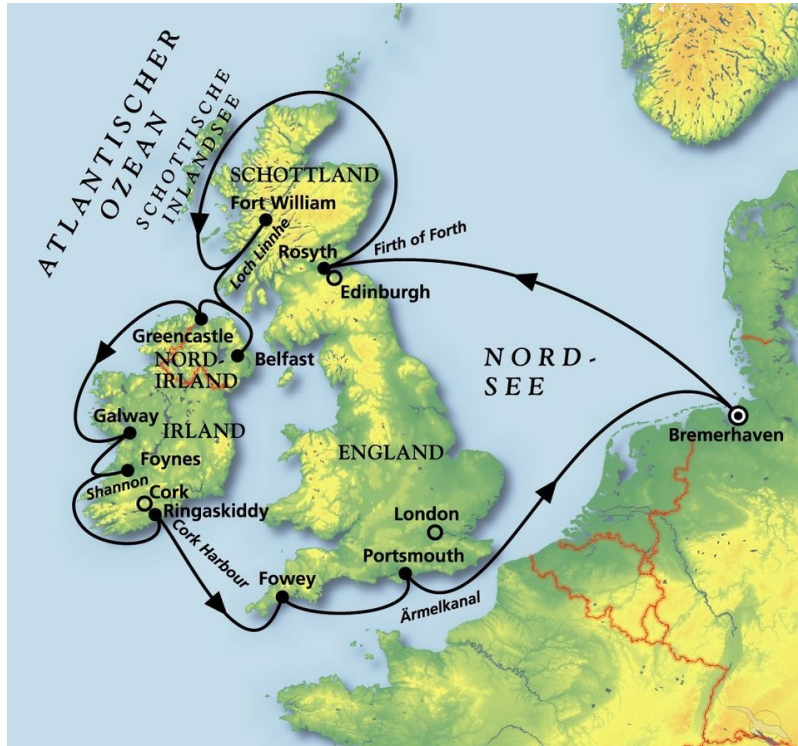 ATLANTISCHER
OZEAN
SCHOTTISCHE
INLANDSEE
SCHOTTLAND
Fort William
Loch Linnhe
Rosyth
Firth of Forth
Edinburgh
Greencastle
NORD-
IRLAND
Belfast
NORD-
SEE
Galway
IRLAND
Bremerhaven
ENGLAND
Foynes
Shannon
Cork
Ringaskiddy
Cork Harbour
London
Portsmouth
Fowey
Ärmelkanal